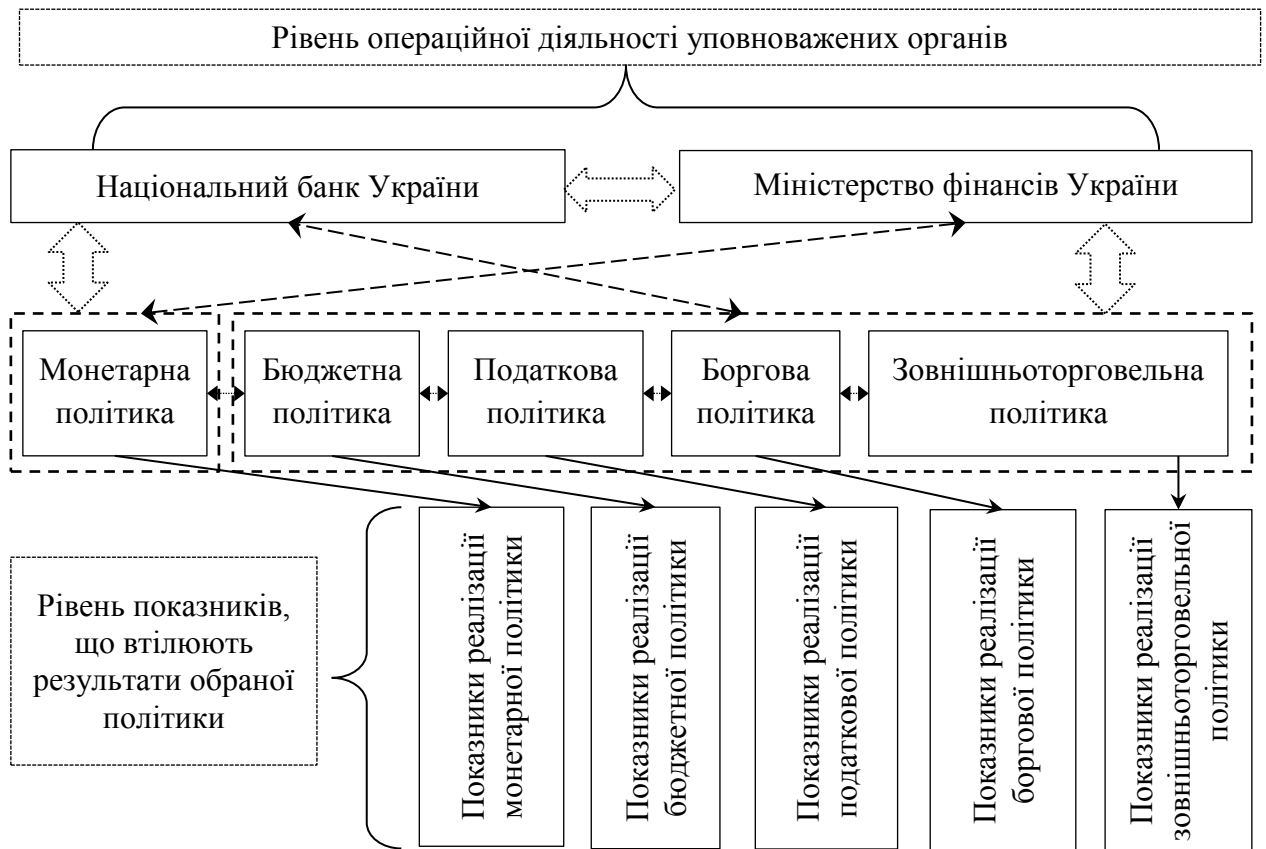 Рівень операційної діяльності уповноважених органів
Національний банк України
Міністерство фінансів України
Монетарна
політика
Бюджетна
політика
Податкова
політика
Боргова
політика
Зовнішньоторговельна
політика
Рівень показників,
що втілюють
результати обраної
політики
Показники реалізації
монетарної політики
Показники реалізації
бюджетної політики
Показники реалізації
податкової політики
Показники реалізації
боргової політики
Показники реалізації
зовнішньоторговельної
політики